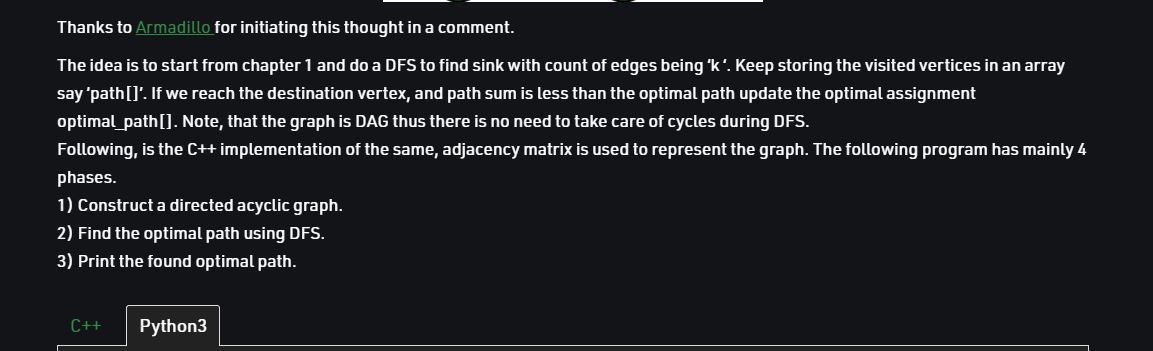 Thanks to Armadillo for initiating this thought in a comment.
The idea is to start from chapter 1 and do a DFS to find sink with count of edges being ‘k ‘. Keep storing the visited vertices in an array
say ‘path[]’. If we reach the destination vertex, and path sum is less than the optimal path update the optimal assignment
optimal_path[]. Note, that the graph is DAG thus there is no need to take care of cycles during DFS.
Following, is the C++ implementation of the same, adjacency matrix is used to represent the graph. The following program has mainly 4
phases.
1) Construct a directed acyclic graph.
2) Find the optimal path using DFS.
3) Print the found optimal path.
C++ Python3